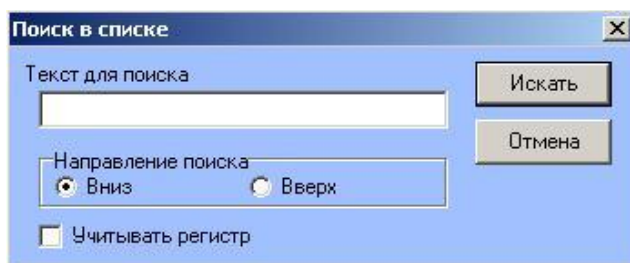 Поиск в списке
Текст для поиска
Искать
Отмена
Направление поиска
Вниз Вверх
Учитывать регистр